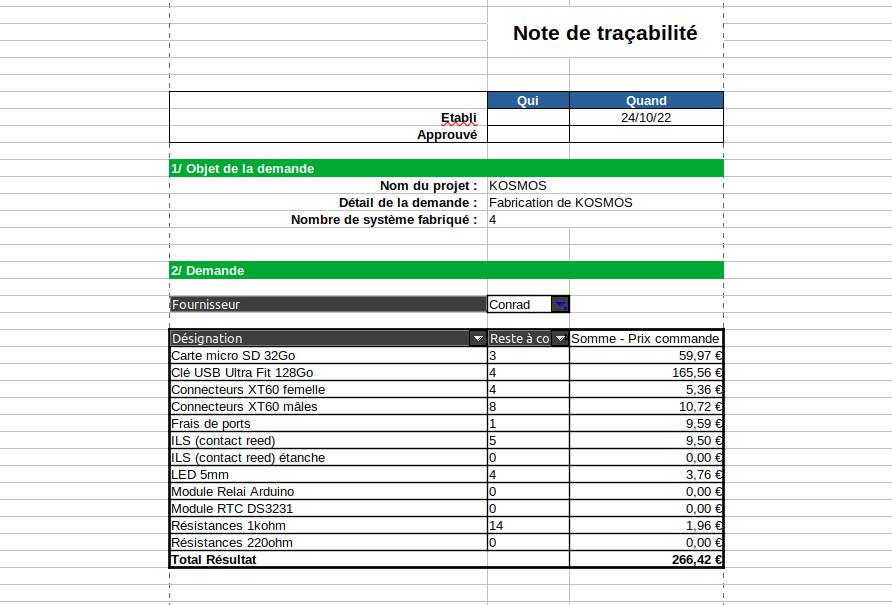 Note de traçabilité
Qui Quand
Etabli 24/10/22
Approuvé
1/ Objet de la demande
Nom du projet : KOSMOS
Détail de la demande : Fabrication de KOSMOS
Nombre de système fabriqué : 4
2/ Demande
Fournisseur Conrad
Désignation Reste à co Somme - Prix commande
Carte micro SD 32Go 3 59,97 €
Clé USB Ultra Fit 128Go 4 165,56 €
Connecteurs XT60 femelle 4 5,36 €
Connecteurs XT60 mâles 8 10,72 €
Frais de ports 1 9,59 €
ILS (contact reed) 5 9,50 €
ILS (contact reed) étanche 0 0,00 €
LED 5mm 4 3,76 €
Module Relai Arduino 0 0,00 €
Module RTC DS3231 0 0,00 €
Résistances 1kohm 14 1,96 €
Résistances 220ohm 0 0,00 €
Total Résultat 266,42 €